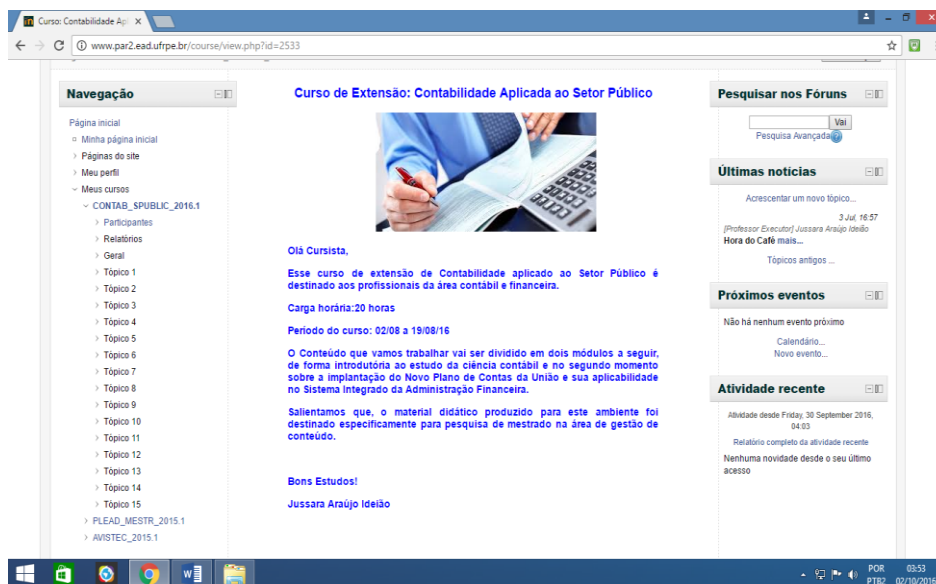 Curso: Contabilidade Apl
www.par2.ead.ufrpe.br/course/view.php?id=2533
Navegação
Página inicial
Minha página inicial
Páginas do site
Meu perfil
Meus cursos
CONTAB_SPUBLIC_2016.1
Participantes
Relatórios
Geral
Tópico 1
Tópico 2
Tópico 3
Tópico 4
Tópico 5
Tópico 6
Tópico 7
Tópico 8
Tópico 9
Tópico 10
Tópico 11
Tópico 12
Tópico 13
Tópico 14
Tópico 15
PLEAD_MESTR_2015.1
AVISTEC_2015.1
Curso de Extensão: Contabilidade Aplicada ao Setor Público
Olá Cursista,
Esse curso de extensão de Contabilidade aplicado ao Setor Público é
destinado aos profissionais da área contábil e financeira.
Carga horária:20 horas
Período do curso: 02/08 a 19/08/16
O Conteúdo que vamos trabalhar vai ser dividido em dois módulos a seguir,
de forma introdutória ao estudo da ciência contábil e no segundo momento
sobre a implantação do Novo Plano de Contas da União e sua aplicabilidade
no Sistema Integrado da Administração Financeira.
Salientamos que, o material didático produzido para este ambiente foi
destinado especificamente para pesquisa de mestrado na área de gestão de
conteúdo.
Bons Estudos!
Jussara Araújo Ideião
Pesquisar nos Fóruns
Vai
Pesquisa Avançada
Últimas notícias
Acrescentar um novo tópico...
3 Jul, 16:57
[Professor Executor] Jussara Araújo Ideião
Hora do Café mais...
Tópicos antigos ...
Próximos eventos
Não há nenhum evento próximo
Calendário...
Novo evento...
Atividade recente
Atividade desde Friday, 30 September 2016,
04:03
Relatório completo da atividade recente
Nenhuma novidade desde o seu último
acesso
POR 03:53
PTB2 02/10/2016